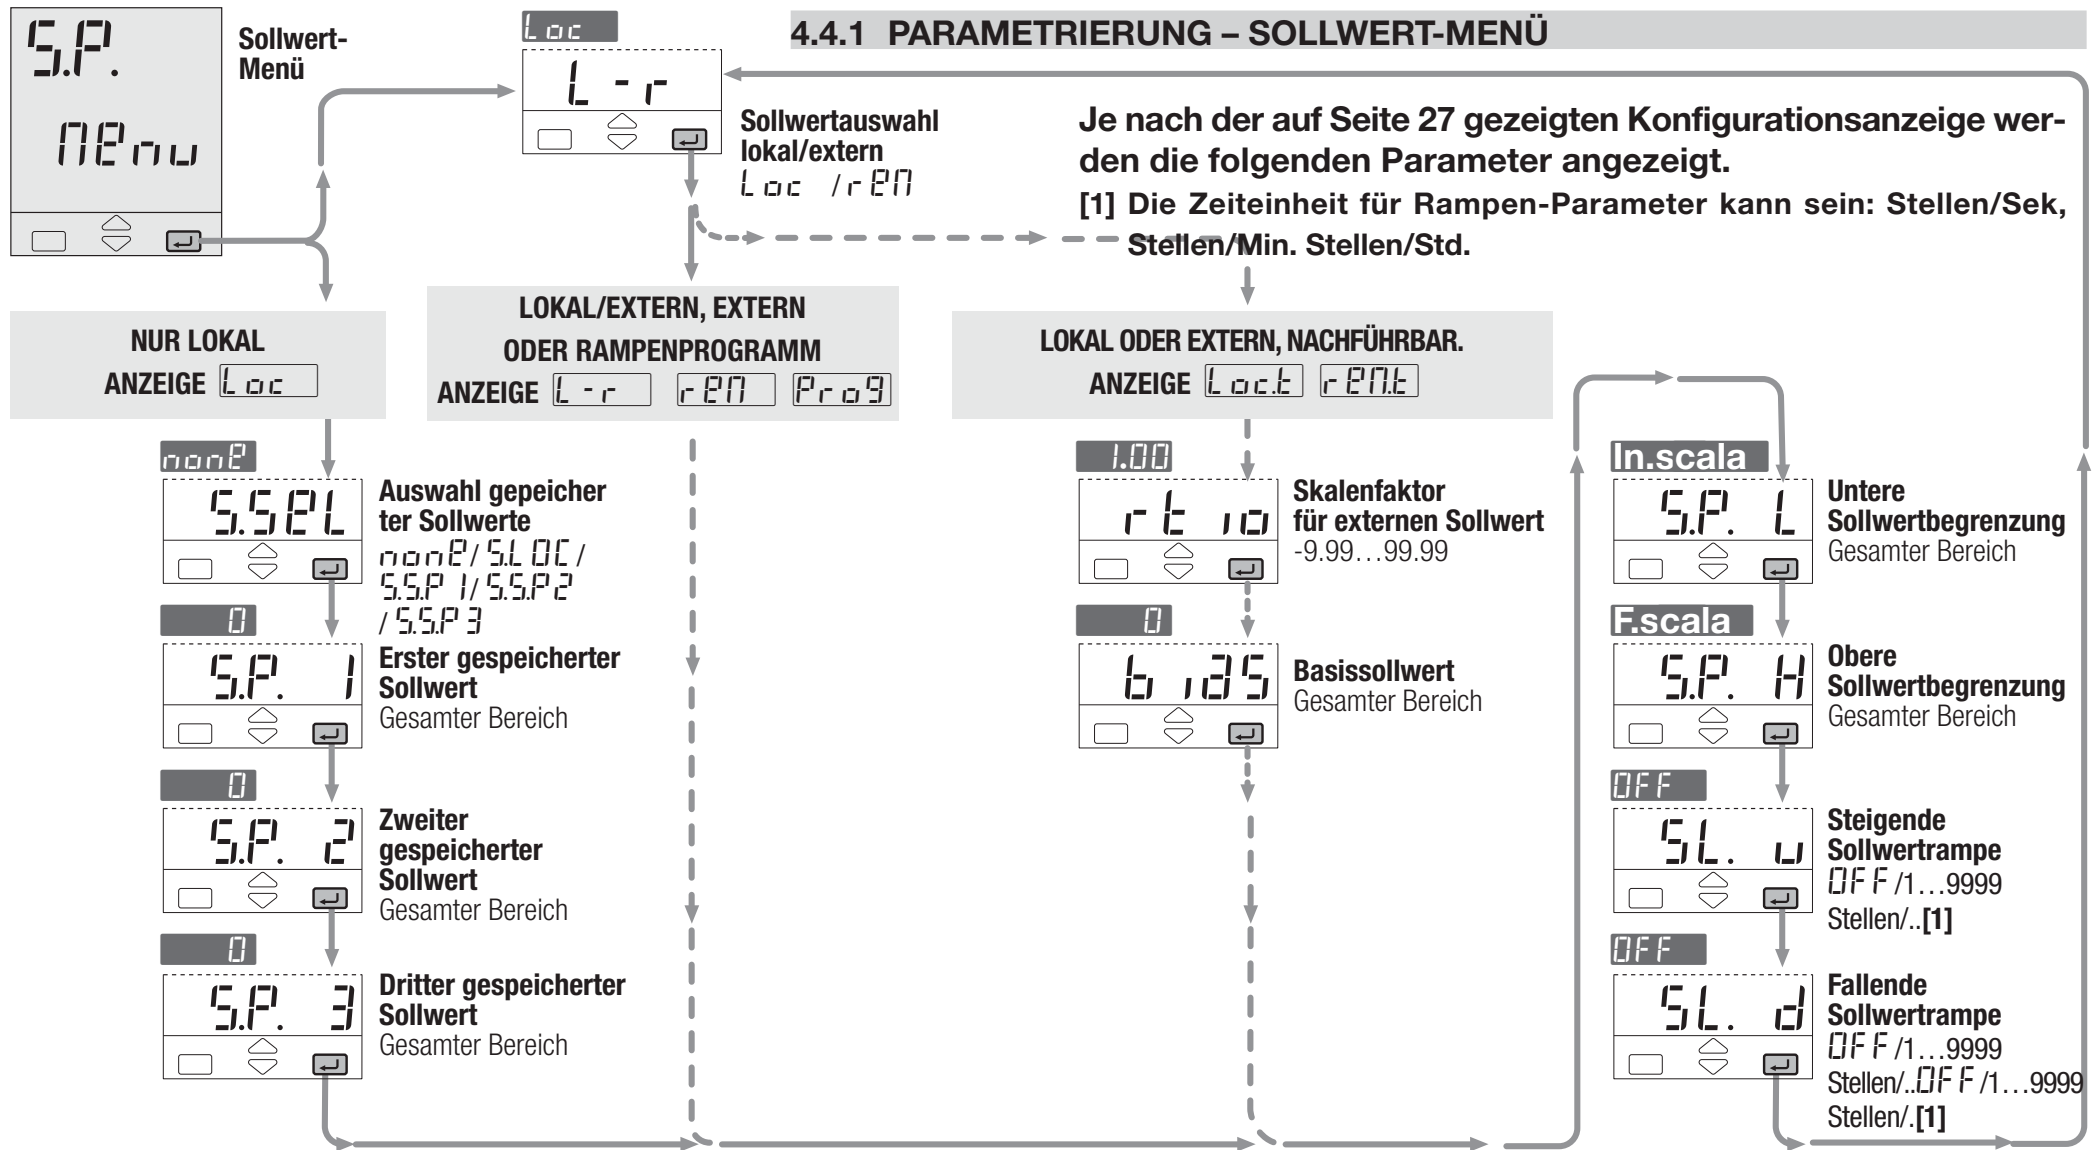 4.4.1 PARAMETRIERUNG – SOLLWERT-MENÜ
S.P.
MEnu
Sollwert-
Menü
Loc
L-r
Sollwertauswahl
lokal/extern
Loc /rEM
Je nach der auf Seite 27 gezeigten Konfigurationsanzeige wer-
den die folgenden Parameter angezeigt.
[1] Die Zeiteinheit für Rampen-Parameter kann sein: Stellen/Sek,
Stellen/Min. Stellen/Std.
NUR LOKAL
ANZEIGE Loc
LOKAL/EXTERN, EXTERN
ODER RAMPENPROGRAMM
ANZEIGE L-r rEM Prog
LOKAL ODER EXTERN, NACHFÜHRBAR.
ANZEIGE Loc.t rEM.t
nonE
S.SEL
Auswahl gepeicher
ter Sollwerte
nonE/ S.LOC /
S.S.P 1/ S.S.P2
/ S.S.P 3
0
S.P. 1
Erster gespeicherter
Sollwert
Gesamter Bereich
0
S.P. 2
Zweiter
gespeicherter
Sollwert
Gesamter Bereich
0
S.P. 3
Dritter gespeicherter
Sollwert
Gesamter Bereich
1.00
rtio
Skalenfaktor
für externen Sollwert
-9.99…99.99
0
biaS
Basissollwert
Gesamter Bereich
In.scala
S.P. L
Untere
Sollwertbegrenzung
Gesamter Bereich
F.scala
S.P. H
Obere
Sollwertbegrenzung
Gesamter Bereich
OFF
SL. u
Steigende
Sollwertrampe
OFF /1…9999
Stellen/..[1]
OFF
SL. d
Fallende
Sollwertrampe
OFF /1…9999
Stellen/..OFF /1…9999
Stellen/.[1]